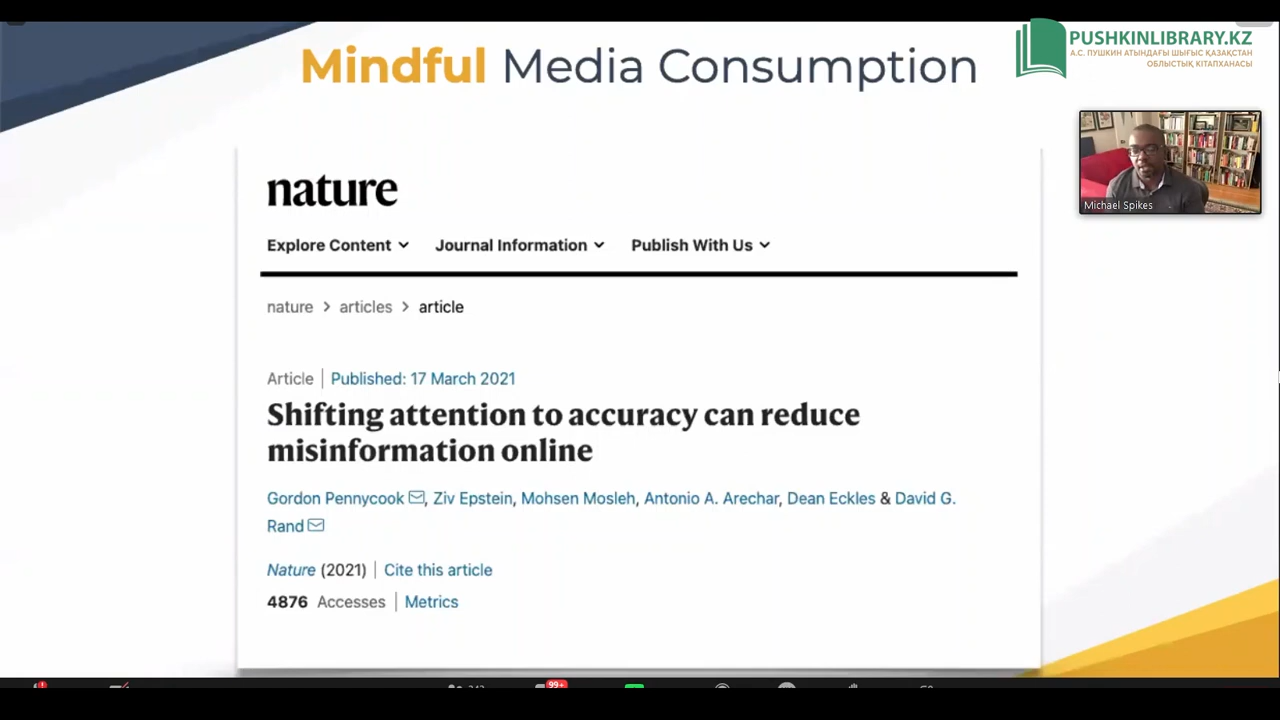 Mindful Media Consumption
PUSHKINLIBRARY.KZ
А.С. ПУШКИН АТЫНДАҒЫ ШЫҒЫС ҚАЗАҚСТАН
ОБЛЫСТЫҚ КІТАПХАНАСЫ
Michael Spikes
nature
Explore Content Journal Information Publish With Us
nature > articles > article
Article | Published: 17 March 2021
Shifting attention to accuracy can reduce
misinformation online
Gordon Pennycook, Ziv Epstein, Mohsen Mosleh, Antonio A. Arechar, Dean Eckles & David G.
Rand
Nature (2021) | Cite this article
4876 Accesses | Metrics
99+